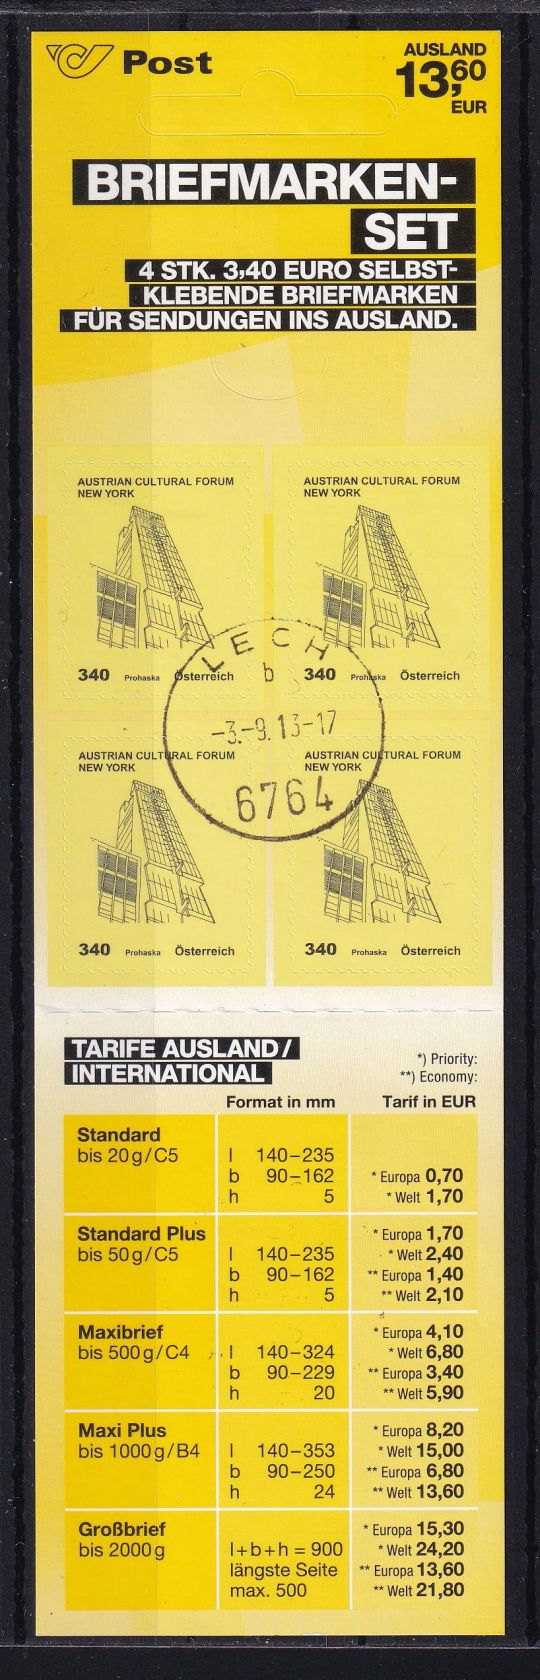 Post
AUSLAND
13,60
EUR
BRIEFMARKEN-
SET
4 STK. 3,40 EURO SELBST-
KLEBENDE BRIEFMARKEN
FÜR SENDUNGEN INS AUSLAND.
AUSTRIAN CULTURAL FORUM
NEW YORK
340 Prohaska Österreich
AUSTRIAN CULTURAL FORUM
NEW YORK
340 Prohaska Österreich
LECH
b
-3.-9.13-17
6764
AUSTRIAN CULTURAL FORUM
NEW YORK
340 Prohaska Österreich
AUSTRIAN CULTURAL FORUM
NEW YORK
340 Prohaska Österreich
TARIFE AUSLAND/
INTERNATIONAL
*) Priority:
**) Economy:
Format in mm Tarif in EUR
Standard
bis 20g/C5
l 140–235
b 90–162
h 5
* Europa 0,70
* Welt 1,70
Standard Plus
bis 50g/C5
l 140–235
b 90–162
h 5
* Europa 1,70
* Welt 2,40
** Europa 1,40
** Welt 2,10
Maxibrief
bis 500g/C4
l 140–324
b 90–229
h 20
* Europa 4,10
* Welt 6,80
** Europa 3,40
** Welt 5,90
Maxi Plus
bis 1000g/B4
l 140–353
b 90–250
h 24
* Europa 8,20
* Welt 15,00
** Europa 6,80
** Welt 13,60
Großbrief
bis 2000g
l+b+h = 900
längste Seite
max. 500
* Europa 15,30
* Welt 24,20
** Europa 13,60
** Welt 21,80